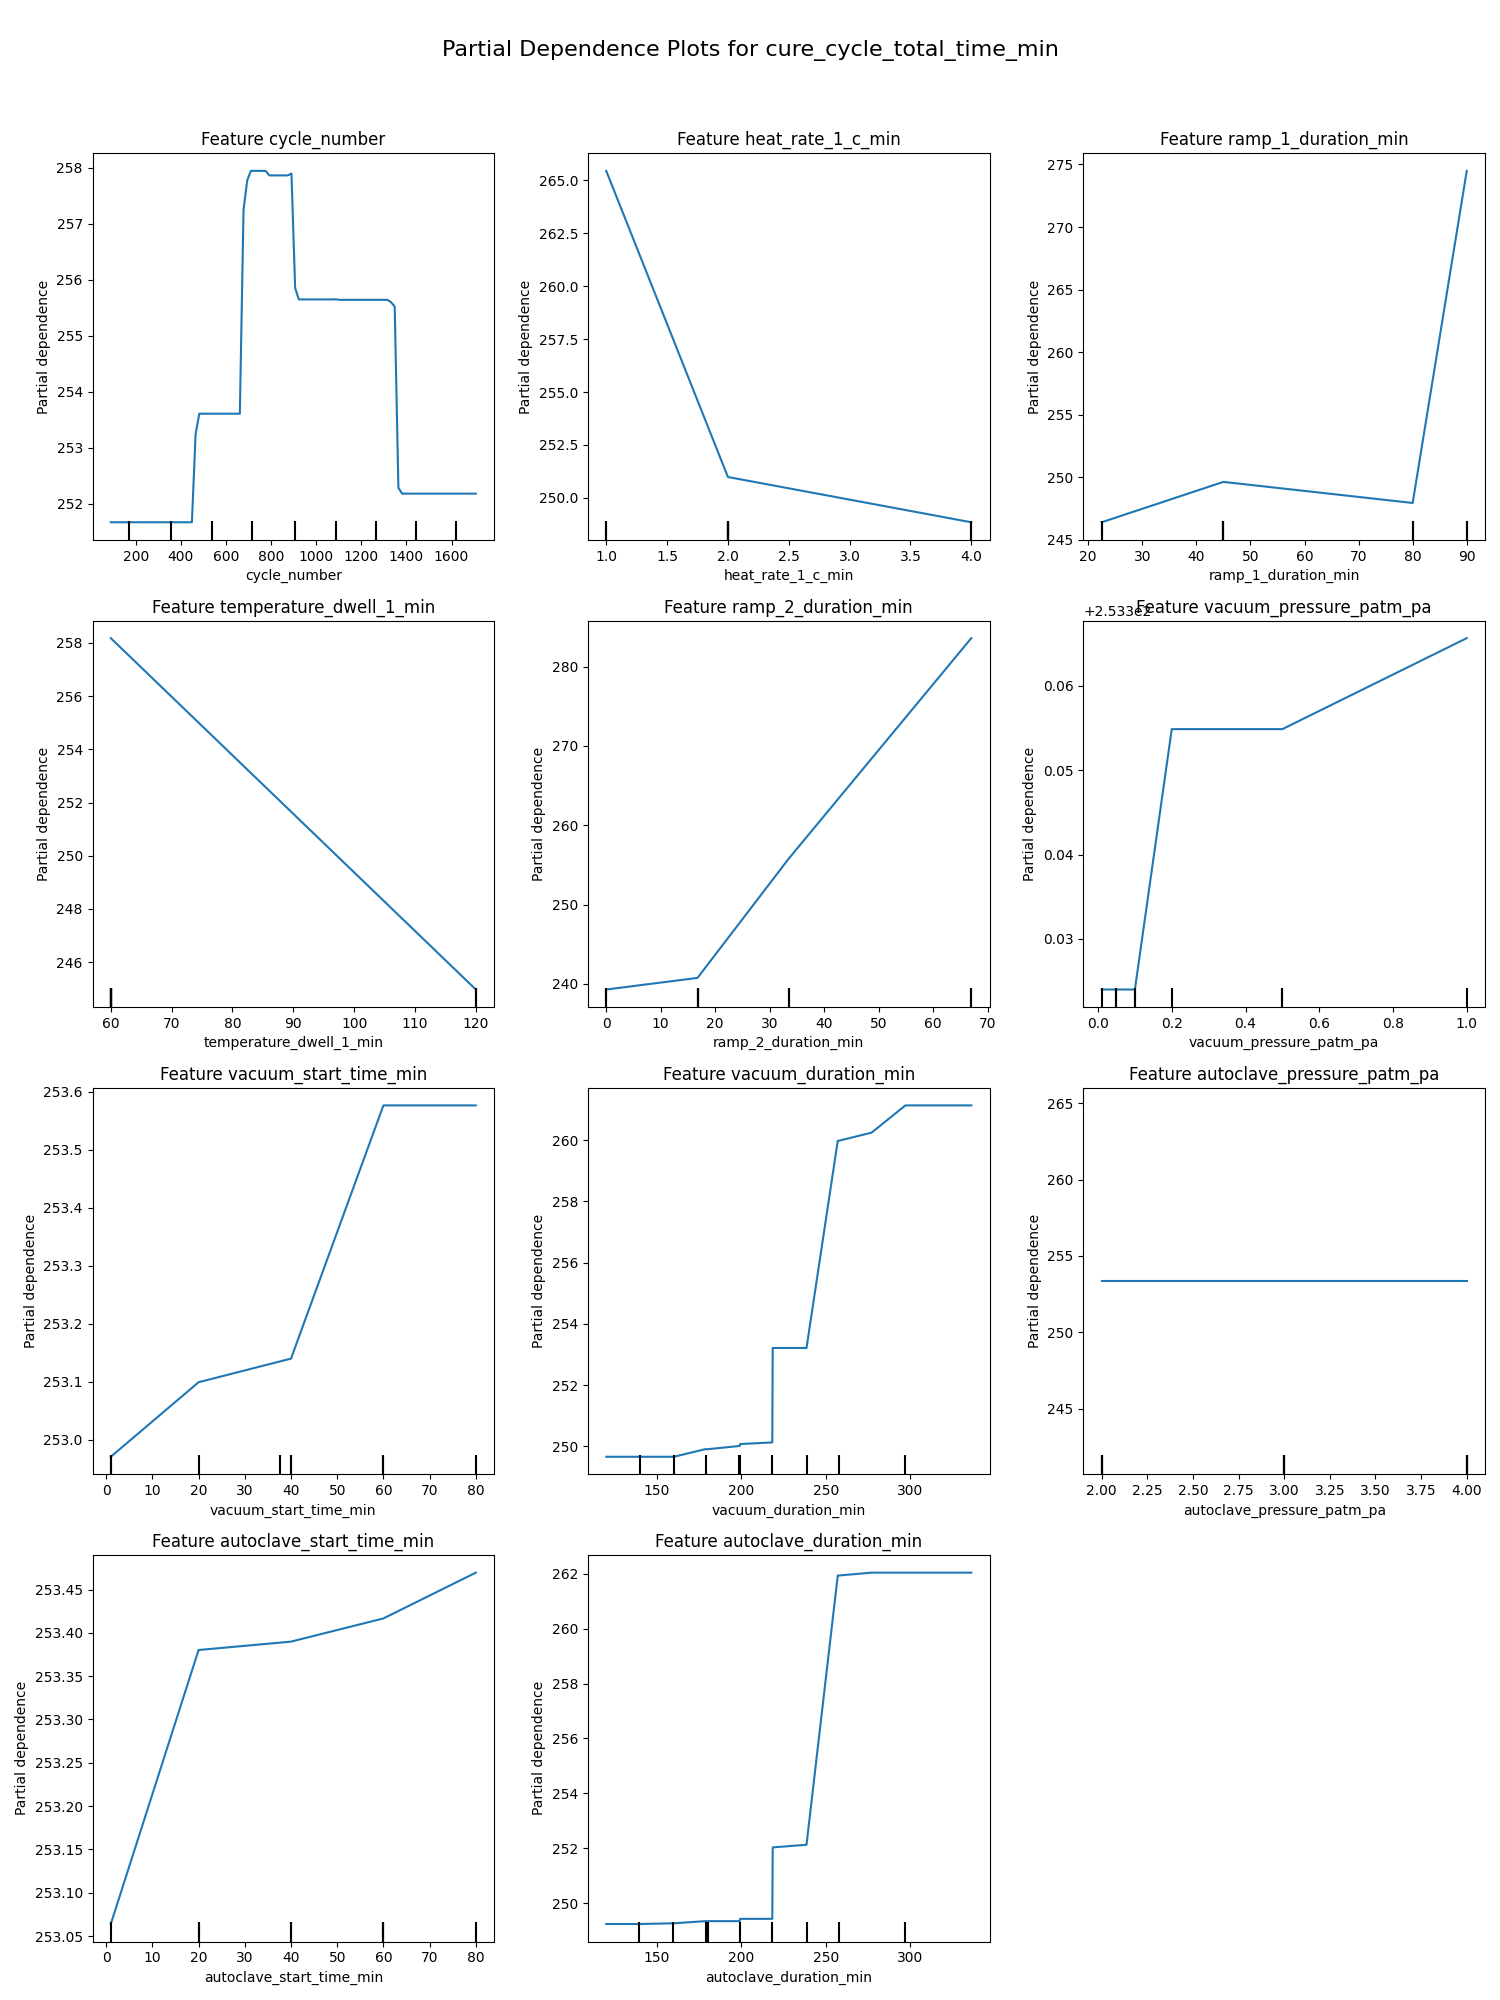 Partial Dependence Plots for cure_cycle_total_time_min
Feature cycle_number
Partial dependence
258
257
256
255
254
253
252
200 400 600 800 1000 1200 1400 1600
cycle_number
Feature heat_rate_1_c_min
Partial dependence
265.0
262.5
260.0
257.5
255.0
252.5
250.0
1.0 1.5 2.0 2.5 3.0 3.5 4.0
heat_rate_1_c_min
Feature ramp_1_duration_min
Partial dependence
275
270
265
260
255
250
245
20 30 40 50 60 70 80 90
ramp_1_duration_min
Feature temperature_dwell_1_min
Partial dependence
258
256
254
252
250
248
246
60 70 80 90 100 110 120
temperature_dwell_1_min
Feature ramp_2_duration_min
Partial dependence
280
270
260
250
240
0 10 20 30 40 50 60 70
ramp_2_duration_min
Feature vacuum_pressure_patm_pa
+2.533e2
Partial dependence
0.06
0.05
0.04
0.03
0.0 0.2 0.4 0.6 0.8 1.0
vacuum_pressure_patm_pa
Feature vacuum_start_time_min
Partial dependence
253.6
253.5
253.4
253.3
253.2
253.1
253.0
0 10 20 30 40 50 60 70 80
vacuum_start_time_min
Feature vacuum_duration_min
Partial dependence
260
258
256
254
252
250
150 200 250 300
vacuum_duration_min
Feature autoclave_pressure_patm_pa
Partial dependence
265
260
255
250
245
2.00 2.25 2.50 2.75 3.00 3.25 3.50 3.75 4.00
autoclave_pressure_patm_pa
Feature autoclave_start_time_min
Partial dependence
253.45
253.40
253.35
253.30
253.25
253.20
253.15
253.10
253.05
0 10 20 30 40 50 60 70 80
autoclave_start_time_min
Feature autoclave_duration_min
Partial dependence
262
260
258
256
254
252
250
150 200 250 300
autoclave_duration_min